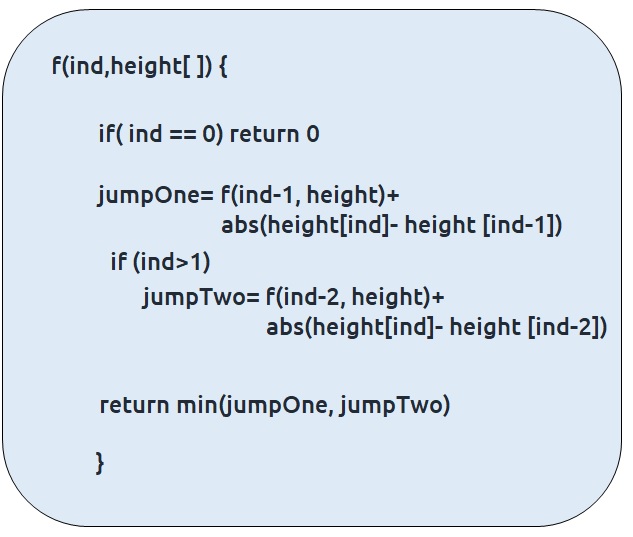 f(ind,height[ ]) {
if( ind == 0) return 0
jumpOne= f(ind-1, height)+
abs(height[ind]- height [ind-1])
if (ind>1)
jumpTwo= f(ind-2, height)+
abs(height[ind]- height [ind-2])
return min(jumpOne, jumpTwo)
}